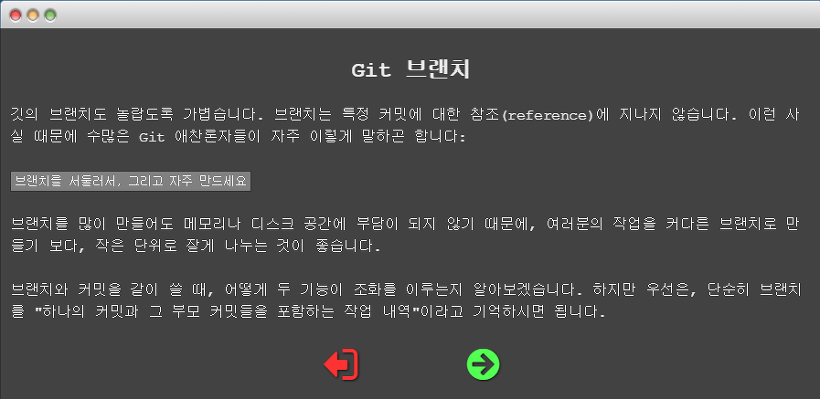 Git 브랜치
깃의 브랜치도 놀랍도록 가볍습니다. 브랜치는 특정 커밋에 대한 참조(reference)에 지나지 않습니다. 이런 사
실 때문에 수많은 Git 애찬론자들이 자주 이렇게 말하곤 합니다:
브랜치를 서둘러서, 그리고 자주 만드세요
브랜치를 많이 만들어도 메모리나 디스크 공간에 부담이 되지 않기 때문에, 여러분의 작업을 커다른 브랜치로 만
들기 보다, 작은 단위로 잘게 나누는 것이 좋습니다.
브랜치와 커밋을 같이 쓸 때, 어떻게 두 기능이 조화를 이루는지 알아보겠습니다. 하지만 우선은, 단순히 브랜치
를 "하나의 커밋과 그 부모 커밋들을 포함하는 작업 내역"이라고 기억하시면 됩니다.